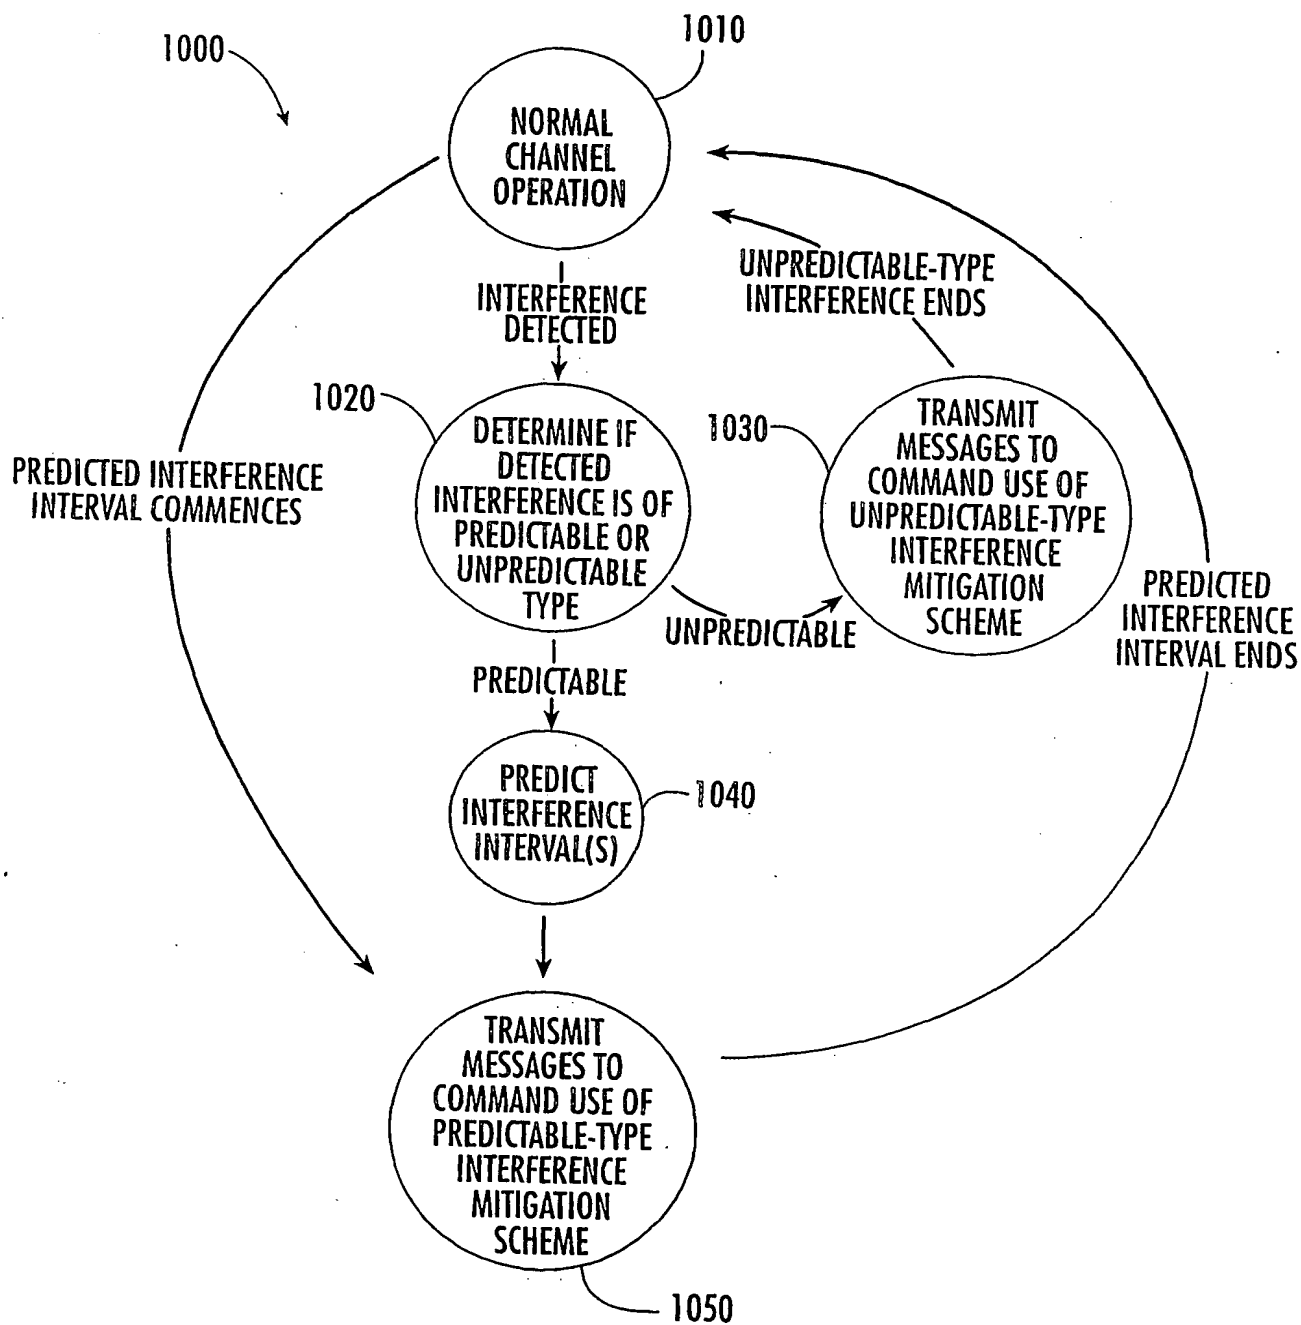 1000
1010
NORMAL
CHANNEL
OPERATION
INTERFERENCE
DETECTED
UNPREDICTABLE-TYPE
INTERFERENCE ENDS
1020
DETERMINE IF
DETECTED
INTERFERENCE IS OF
PREDICTABLE OR
UNPREDICTABLE
TYPE
1030
TRANSMIT
MESSAGES TO
COMMAND USE OF
UNPREDICTABLE-TYPE
INTERFERENCE
MITIGATION
SCHEME
PREDICTED INTERFERENCE
INTERVAL COMMENCES
UNPREDICTABLE
PREDICTED
INTERFERENCE
INTERVAL ENDS
PREDICTABLE
PREDICT
INTERFERENCE
INTERVAL(S)
1040
TRANSMIT
MESSAGES TO
COMMAND USE OF
PREDICTABLE-TYPE
INTERFERENCE
MITIGATION
SCHEME
1050